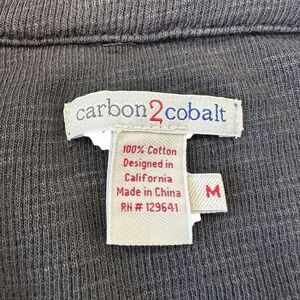 carbon2cobalt
100% Cotton
Designed in
California
Made in China
RN # 129641
M